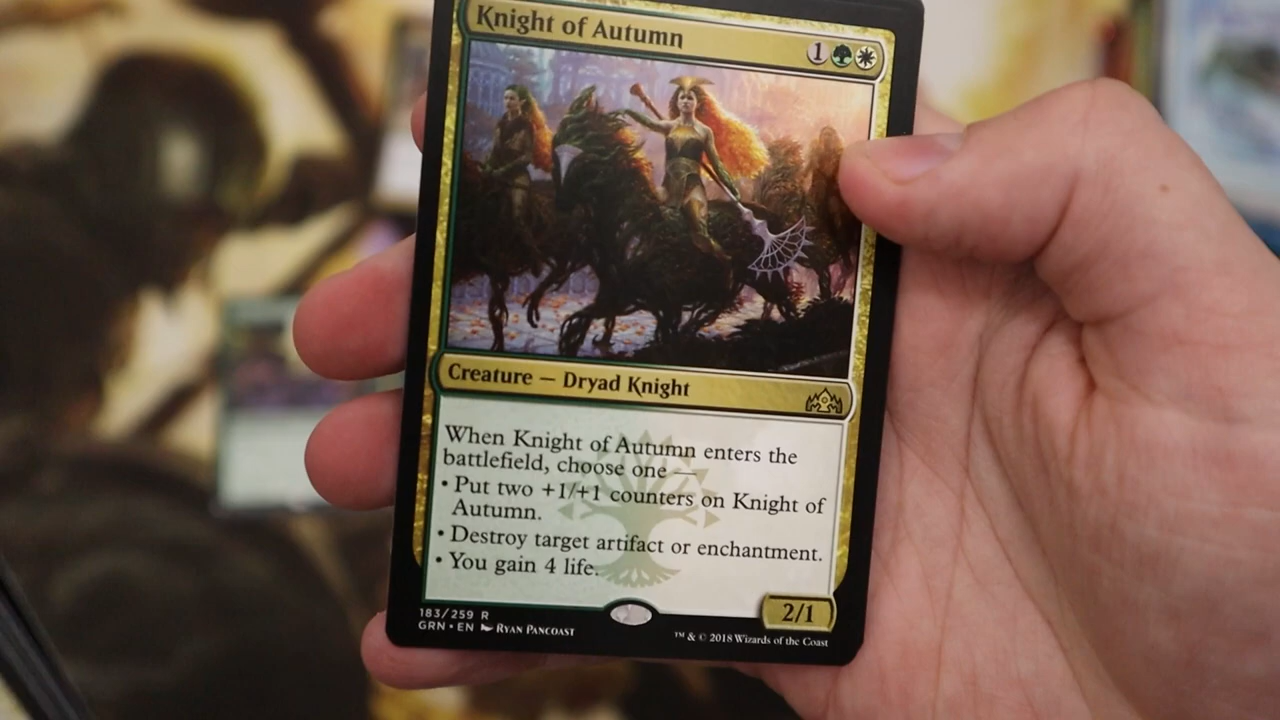 Knight of Autumn
1
Creature — Dryad Knight
When Knight of Autumn enters the
battlefield, choose one —
• Put two +1/+1 counters on Knight of
Autumn.
• Destroy target artifact or enchantment.
• You gain 4 life.
2/1
183/259 R
GRN • EN Ryan Pancoast
™ & © 2018 Wizards of the Coast